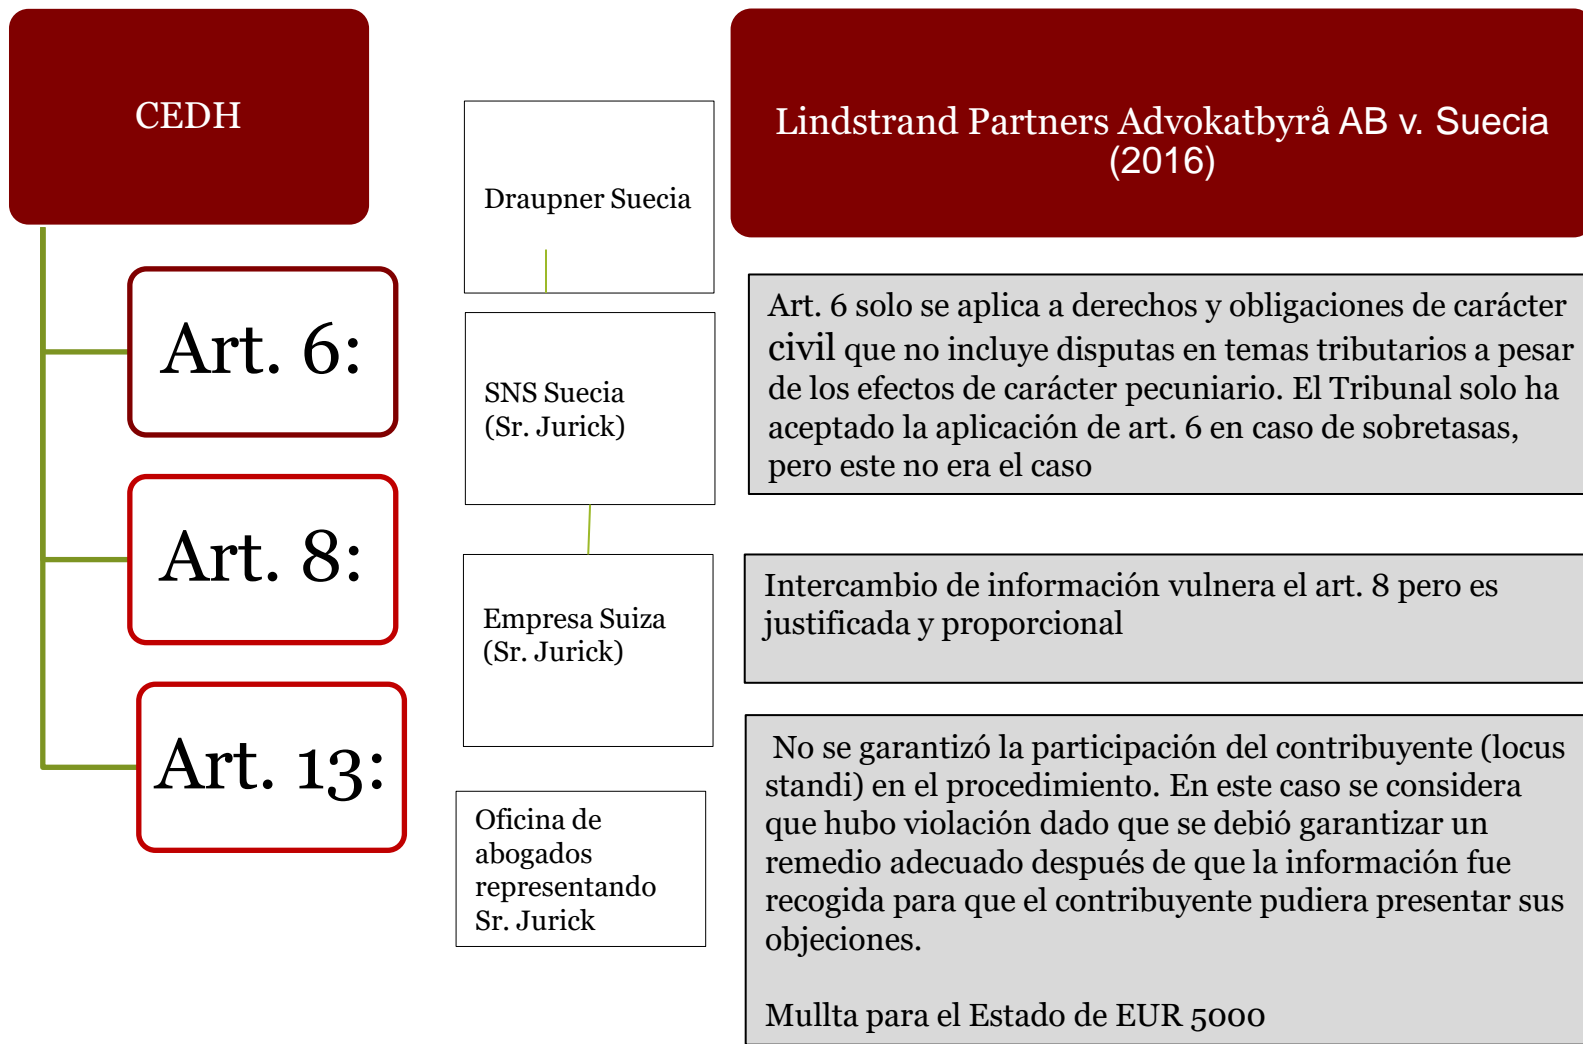 CEDH
Art. 6:
Art. 8:
Art. 13:
Draupner Suecia
SNS Suecia
(Sr. Jurick)
Empresa Suiza
(Sr. Jurick)
Oficina de
abogados
representando
Sr. Jurick
Lindstrand Partners Advokatbyrå AB v. Suecia
(2016)
Art. 6 solo se aplica a derechos y obligaciones de carácter
civil que no incluye disputas en temas tributarios a pesar
de los efectos de carácter pecuniario. El Tribunal solo ha
aceptado la aplicación de art. 6 en caso de sobretasas,
pero este no era el caso
Intercambio de información vulnera el art. 8 pero es
justificada y proporcional
No se garantizó la participación del contribuyente (locus
standi) en el procedimiento. En este caso se considera
que hubo violación dado que se debió garantizar un
remedio adecuado después de que la información fue
recogida para que el contribuyente pudiera presentar sus
objeciones.
Mullta para el Estado de EUR 5000